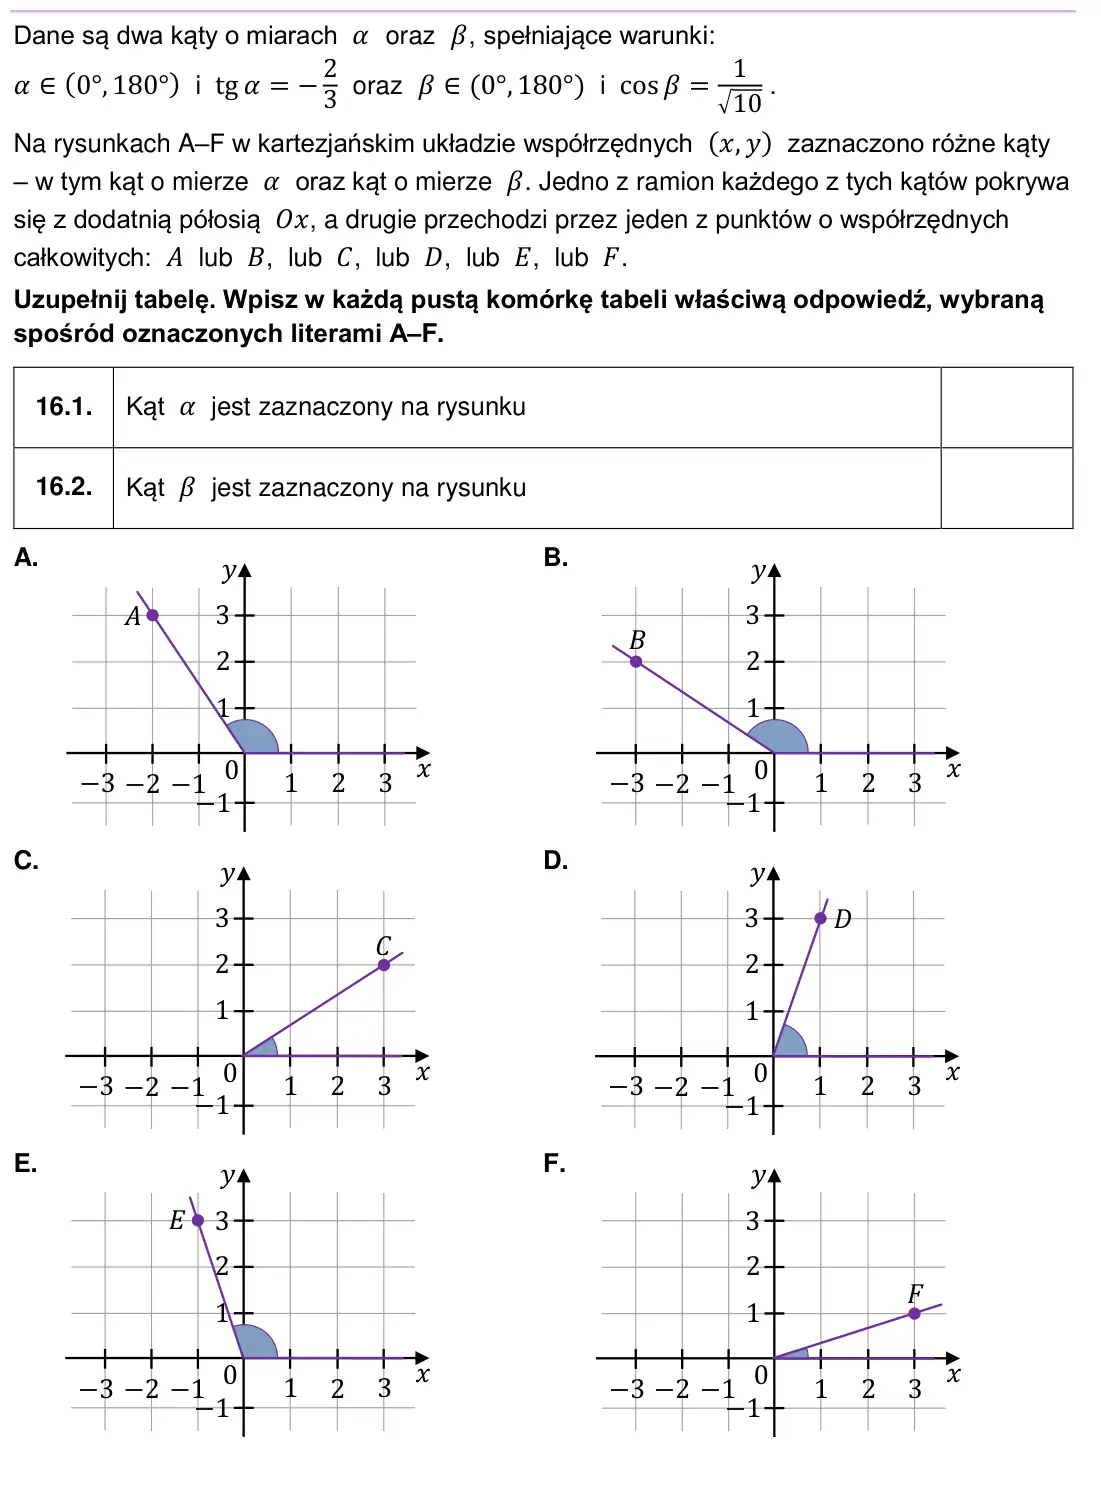 Dane są dwa kąty o miarach α oraz β, spełniające warunki:
α ∈ (0°, 180°) i tg α = −2/3 oraz β ∈ (0°, 180°) i cos β = 1/√10 .
Na rysunkach A–F w kartezjańskim układzie współrzędnych (x, y) zaznaczono różne kąty
– w tym kąt o mierze α oraz kąt o mierze β. Jedno z ramion każdego z tych kątów pokrywa
się z dodatnią półosią Ox, a drugie przechodzi przez jeden z punktów o współrzędnych
całkowitych: A lub B, lub C, lub D, lub E, lub F.
Uzupełnij tabelę. Wpisz w każdą pustą komórkę tabeli właściwą odpowiedź, wybraną
spośród oznaczonych literami A–F.
16.1. Kąt α jest zaznaczony na rysunku
16.2. Kąt β jest zaznaczony na rysunku
A.
y
A
3
2
1
0
−3 −2 −1 1 2 3 x
−1
B.
y
B
3
2
1
0
−3 −2 −1 1 2 3 x
−1
C.
y
C
3
2
1
0
−3 −2 −1 1 2 3 x
−1
D.
y
D
3
2
1
0
−3 −2 −1 1 2 3 x
−1
E.
y
E
3
2
1
0
−3 −2 −1 1 2 3 x
−1
F.
y
F
3
2
1
0
−3 −2 −1 1 2 3 x
−1